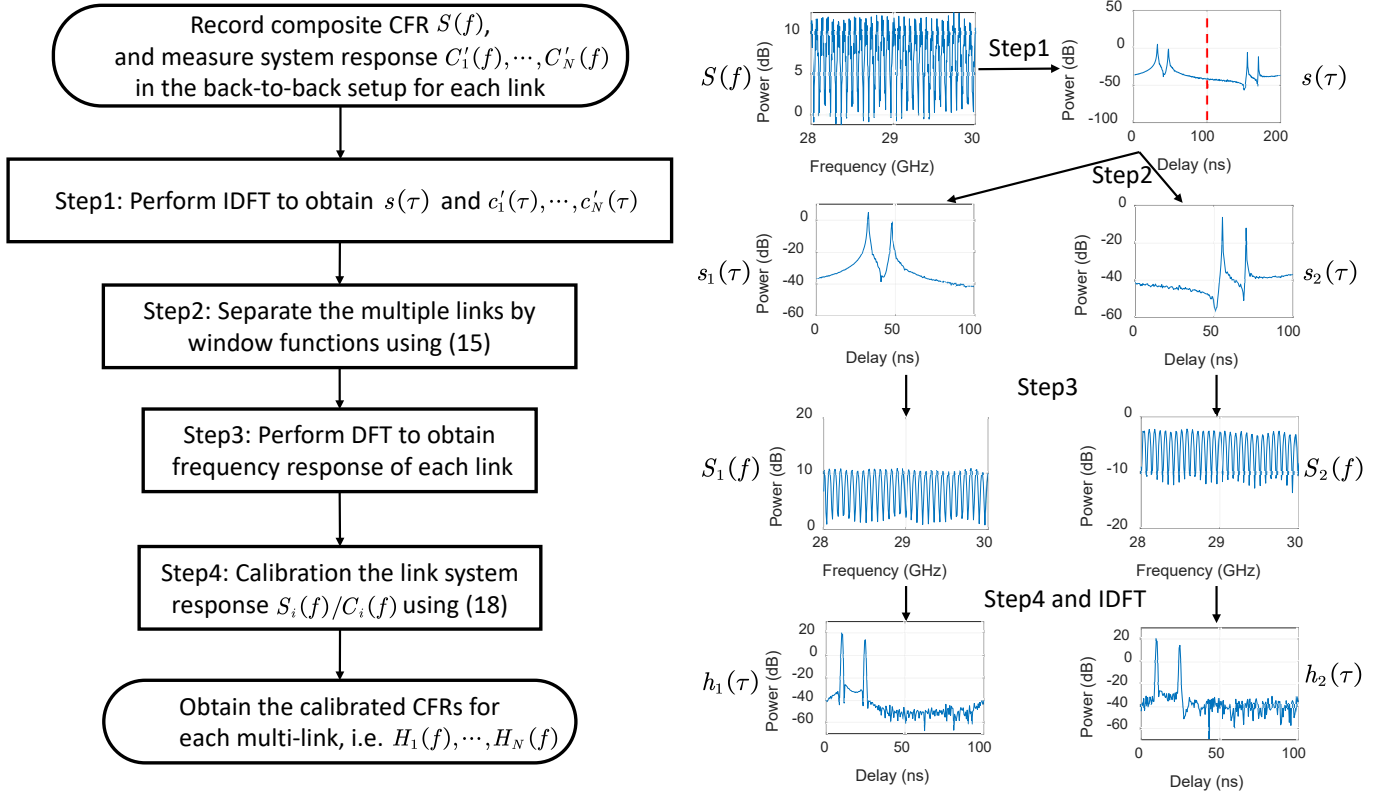 Record composite CFR S(f),
and measure system response C′₁(f),⋯,C′_N(f)
in the back-to-back setup for each link
Step1: Perform IDFT to obtain s(τ) and c′₁(τ),⋯,c′_N(τ)
Step2: Separate the multiple links by
window functions using (15)
Step3: Perform DFT to obtain
frequency response of each link
Step4: Calibration the link system
response S_i(f)/C_i(f) using (18)
Obtain the calibrated CFRs for
each multi-link, i.e. H₁(f),⋯,H_N(f)
S(f)
Power (dB)
10
5
0
28
29
30
Frequency (GHz)
Step1
Power (dB)
50
0
-50
-100
0
100
200
Delay (ns)
s(τ)
Step2
s₁(τ)
Power (dB)
0
-20
-40
-60
0
50
100
Delay (ns)
Power (dB)
0
-20
-40
-60
0
50
100
Delay (ns)
s₂(τ)
Step3
S₁(f)
Power (dB)
20
10
0
28
29
30
Frequency (GHz)
Power (dB)
0
-10
-20
28
29
30
Frequency (GHz)
S₂(f)
Step4 and IDFT
h₁(τ)
Power (dB)
20
0
-20
-40
-60
0
50
100
Delay (ns)
Power (dB)
20
0
-20
-40
-60
0
50
100
Delay (ns)
h₂(τ)